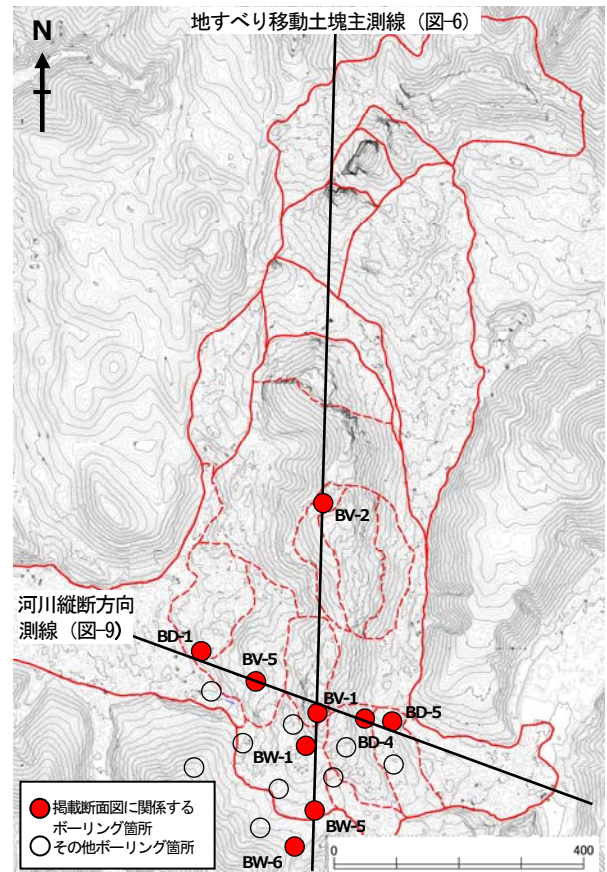 地すべり移動土塊主測線（図-6）
N
BV-2
河川縦断方向
測線（図-9）
BD-1
BV-5
BV-1
BD-5
BD-4
BW-1
BW-5
BW-6
掲載断面図に関係する
ボーリング箇所
その他ボーリング箇所
0
400